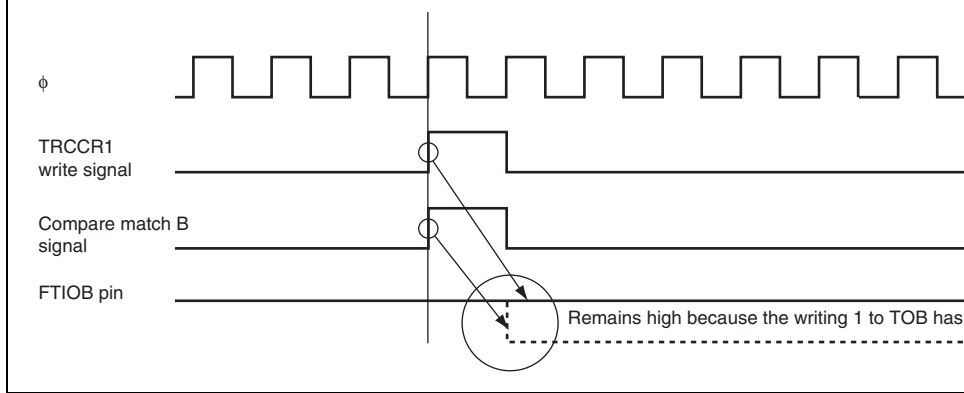 ϕ
TRCCR1
write signal
Compare match B
signal
FTIOB pin
Remains high because the writing 1 to TOB has